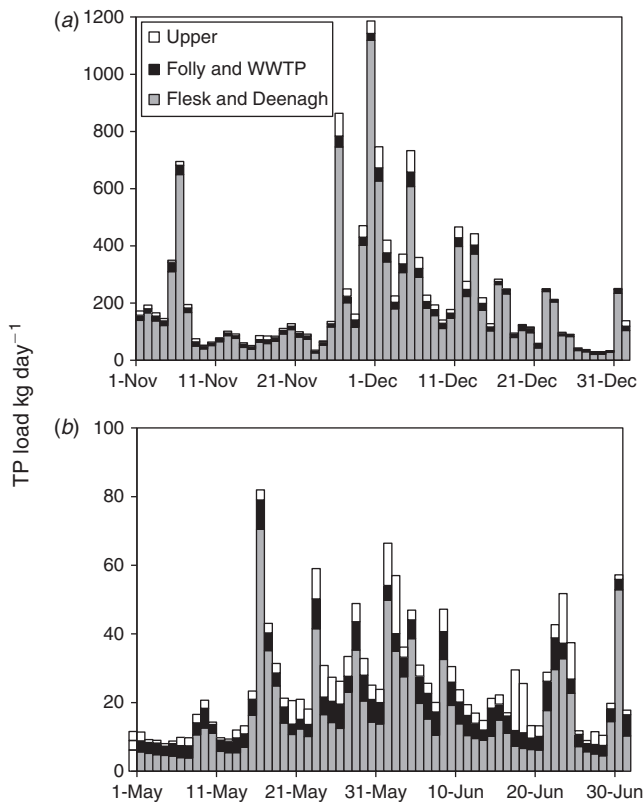 (a)
1200
Upper
Folly and WWTP
Flesk and Deenagh
1000
800
600
400
200
0
1-Nov 11-Nov 21-Nov 1-Dec 11-Dec 21-Dec 31-Dec
TP load kg day−1
(b)
100
80
60
40
20
0
1-May 11-May 21-May 31-May 10-Jun 20-Jun 30-Jun